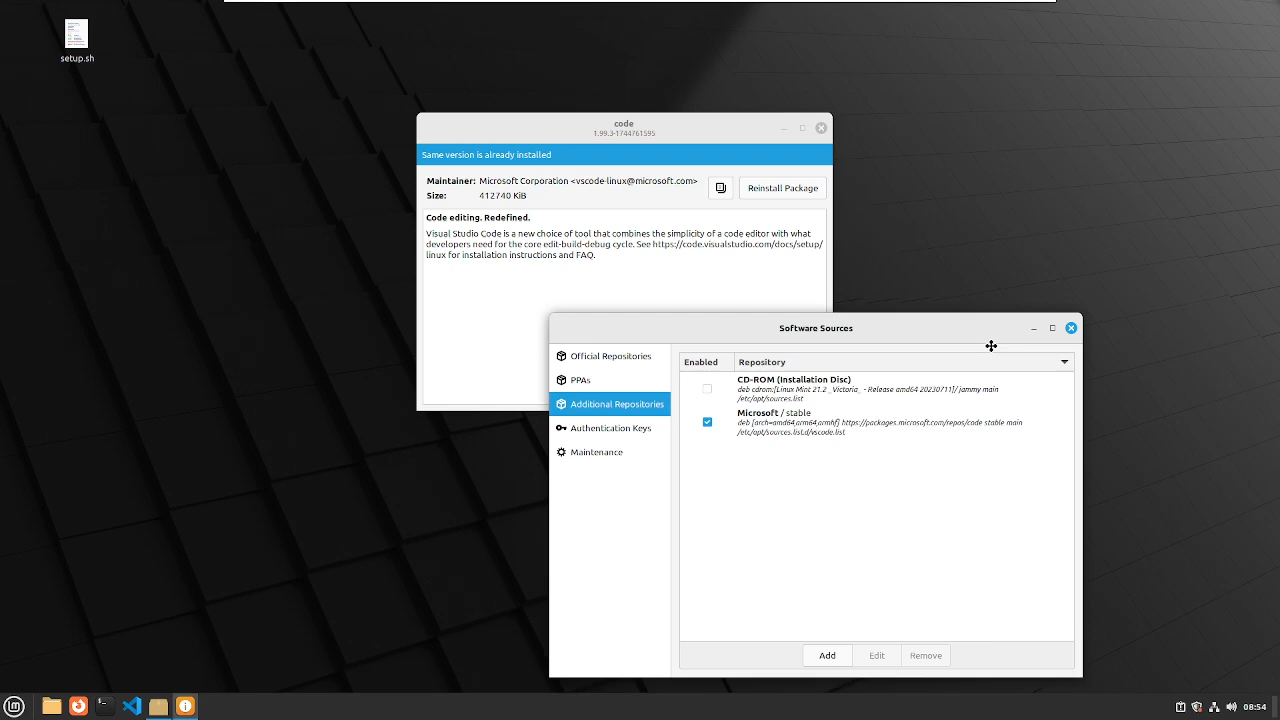 setup.sh
code
1.99.3-1744761595
Same version is already installed
Maintainer: Microsoft Corporation <vscode-linux@microsoft.com>
Size: 412740 KiB
Reinstall Package
Code editing. Redefined.
Visual Studio Code is a new choice of tool that combines the simplicity of a code editor with what
developers need for the core edit-build-debug cycle. See https://code.visualstudio.com/docs/setup/
linux for installation instructions and FAQ.
Software Sources
Official Repositories
PPAs
Additional Repositories
Authentication Keys
Maintenance
Enabled Repository
CD-ROM (Installation Disc)
deb cdrom:[Linux Mint 21.2 _Victoria_ - Release amd64 20230711]/ jammy main
/etc/apt/sources.list
Microsoft / stable
deb [arch=amd64,arm64,armhf] https://packages.microsoft.com/repos/code stable main
/etc/apt/sources.list.d/vscode.list
Add Edit Remove
08:54